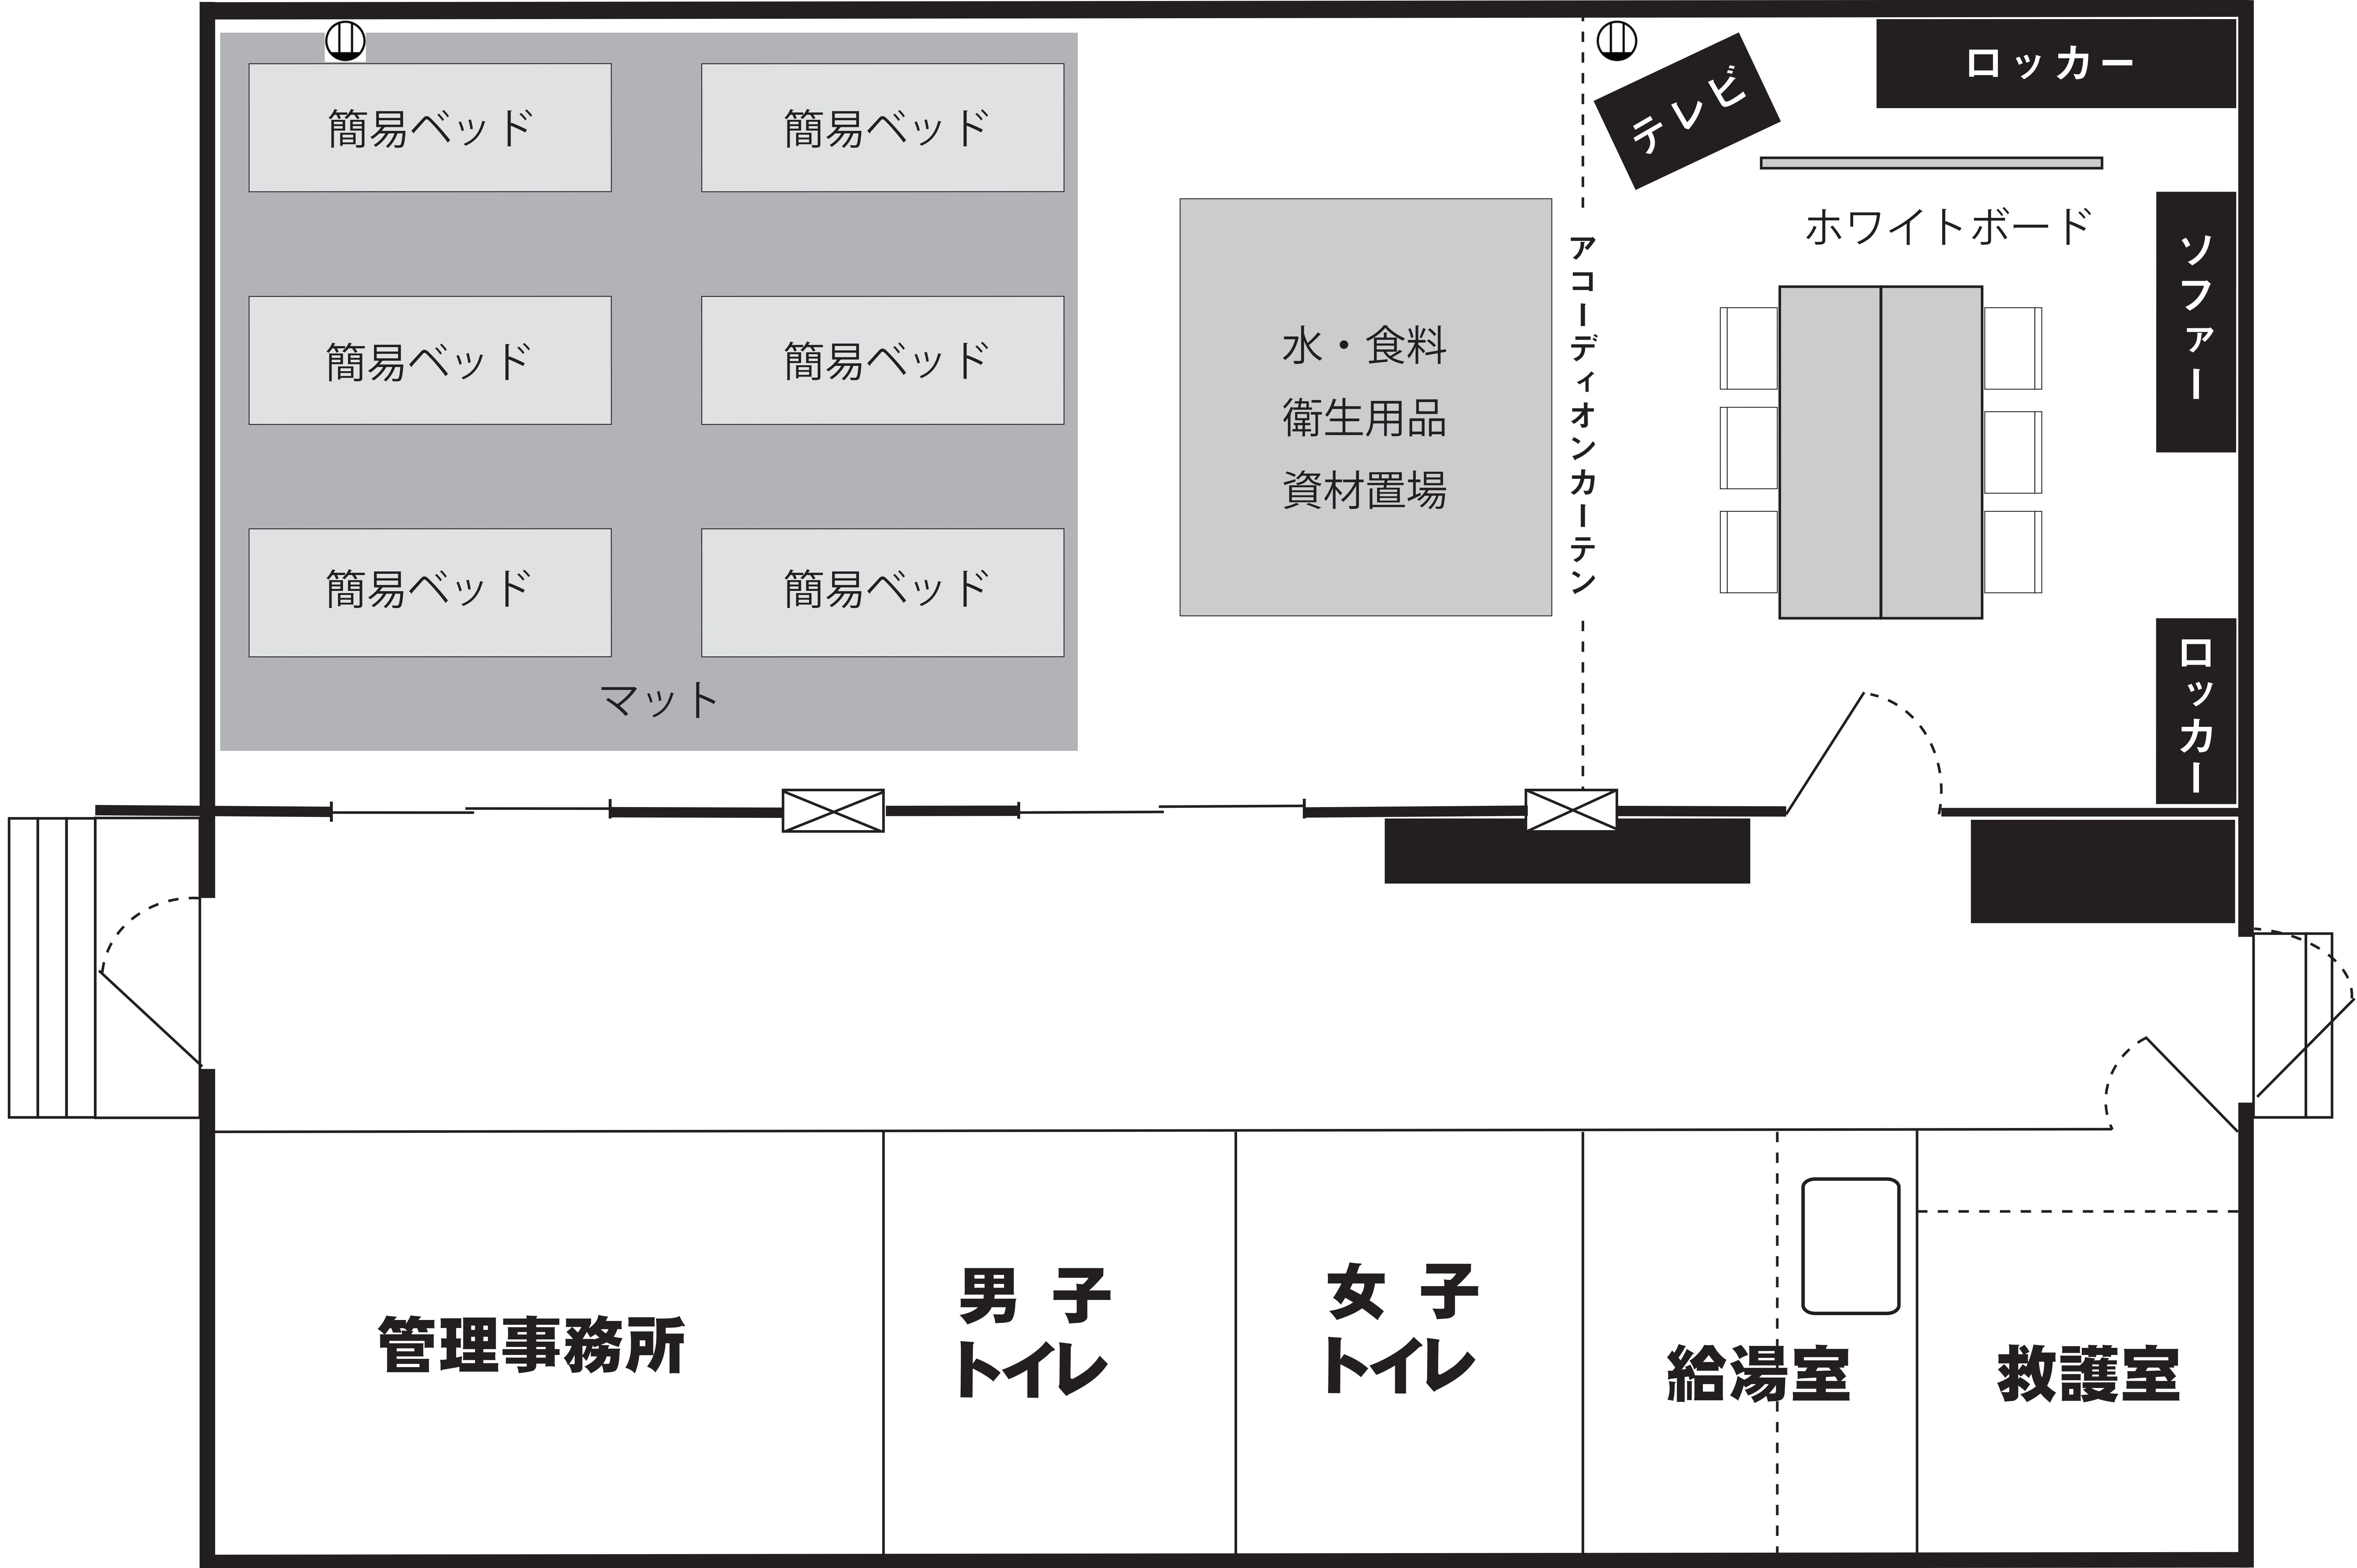 簡易ベッド
簡易ベッド
簡易ベッド
簡易ベッド
簡易ベッド
簡易ベッド
マット
水・食料
衛生用品
資材置場
アコーディオンカーテン
テレビ
ロッカー
ホワイトボード
ソファー
ロッカー
管理事務所
男子
トイレ
女子
トイレ
給湯室
救護室